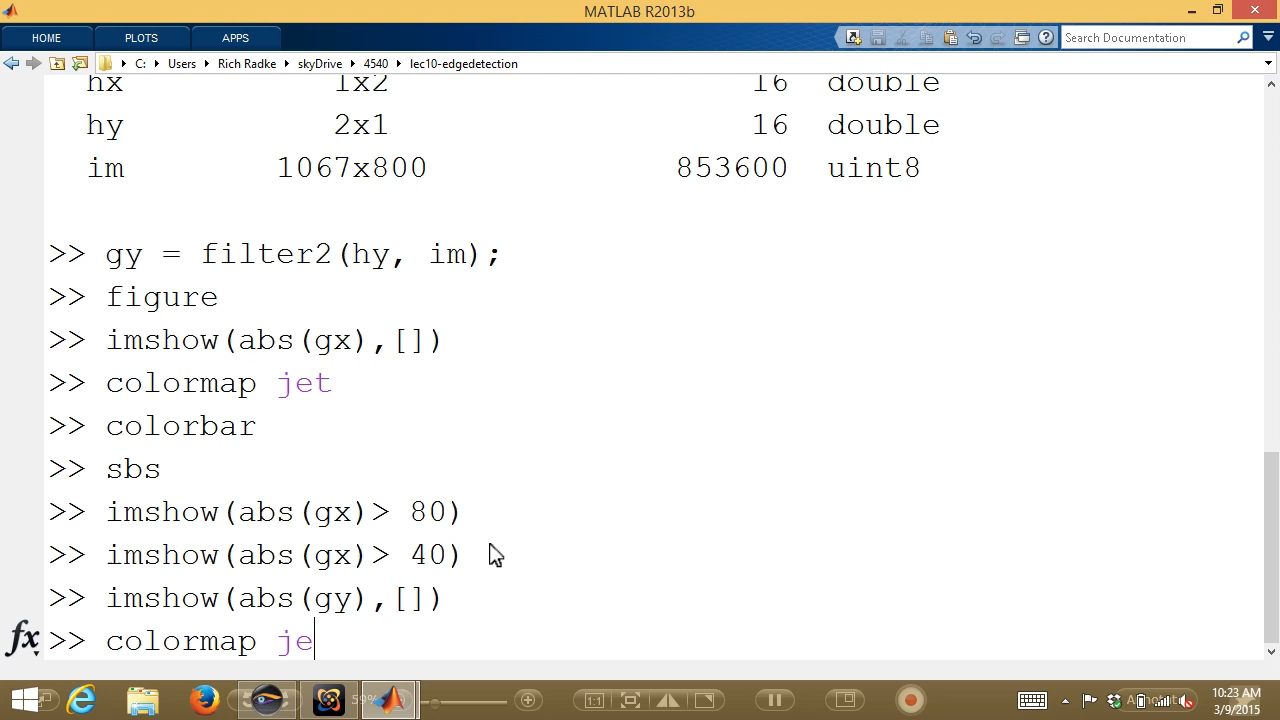 MATLAB R2013b
HOME PLOTS APPS Search Documentation
C: Users Rich Radke skyDrive 4540 lec10-edgedetection
hx 1x2 16 double
hy 2x1 16 double
im 1067x800 853600 uint8
>> gy = filter2(hy, im);
>> figure
>> imshow(abs(gx),[])
>> colormap jet
>> colorbar
>> sbs
>> imshow(abs(gx)> 80)
>> imshow(abs(gx)> 40)
>> imshow(abs(gy),[])
fx >> colormap je
59% 1:1 10:23 AM
3/9/2015